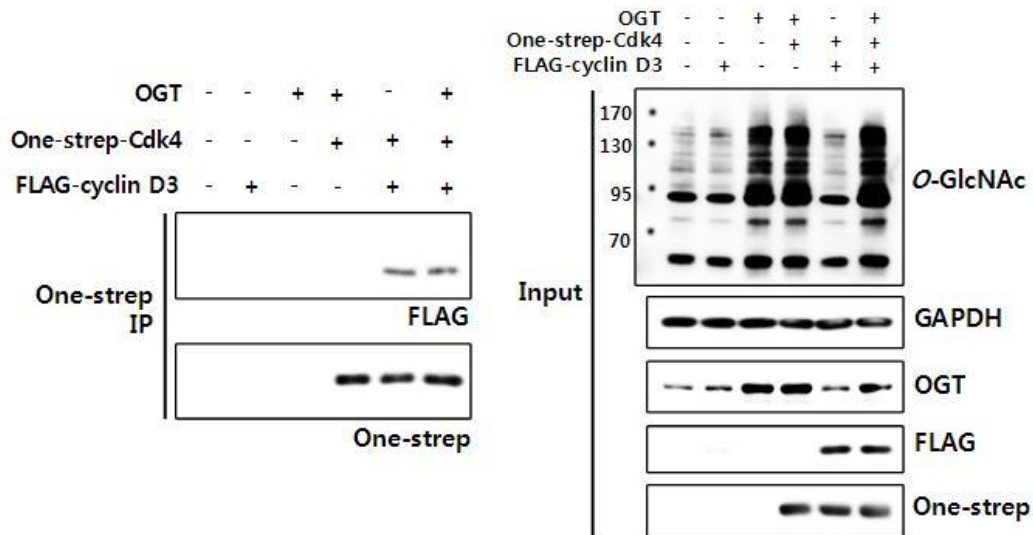 OGT - - + + - +
One-strep-Cdk4 - - - + + +
FLAG-cyclin D3 - + - - + +
One-strep
IP
FLAG
One-strep
OGT - - + + - +
One-strep-Cdk4 - - - + + +
FLAG-cyclin D3 - + - - + +
170
130
95
70
O-GlcNAc
Input
GAPDH
OGT
FLAG
One-strep